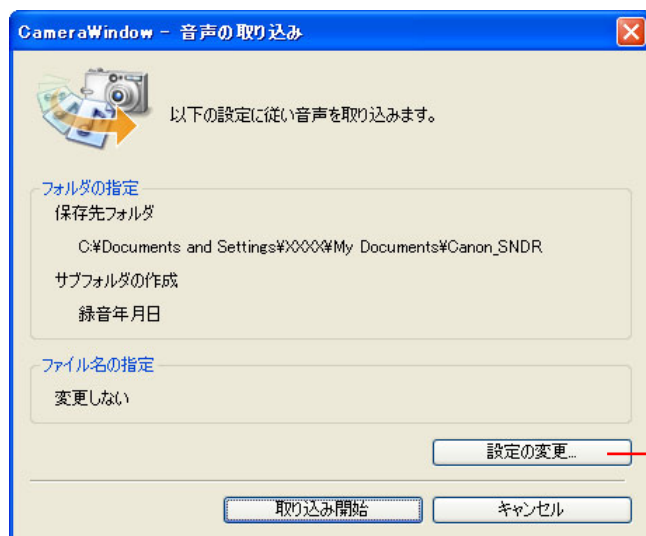 CameraWindow - 音声の取り込み
以下の設定に従い音声を取り込みます。
フォルダの指定
保存先フォルダ
C:¥Documents and Settings¥XXXX¥My Documents¥Canon_SNDR
サブフォルダの作成
録音年月日
ファイル名の指定
変更しない
設定の変更...
取り込み開始
キャンセル